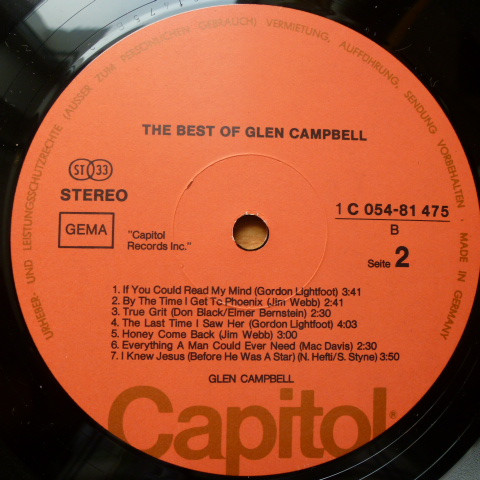 URHEBER- UND LEISTUNGSSCHUTZRECHTE (AUSSER ZUM PERSÖNLICHEN GEBRAUCH) VERMIETUNG, AUFFÜHRUNG, SENDUNG VORBEHALTEN · MADE IN GERMANY
THE BEST OF GLEN CAMPBELL
ST 33
STEREO
GEMA
"Capitol
Records Inc."
1 C 054-81 475
B
Seite 2
1. If You Could Read My Mind (Gordon Lightfoot) 3:41
2. By The Time I Get To Phoenix (Jim Webb) 2:41
3. True Grit (Don Black/Elmer Bernstein) 2:30
4. The Last Time I Saw Her (Gordon Lightfoot) 4:03
5. Honey Come Back (Jim Webb) 3:00
6. Everything A Man Could Ever Need (Mac Davis) 2:30
7. I Knew Jesus (Before He Was A Star) (N. Hefti/S. Styne) 3:50
GLEN CAMPBELL
Capitol®